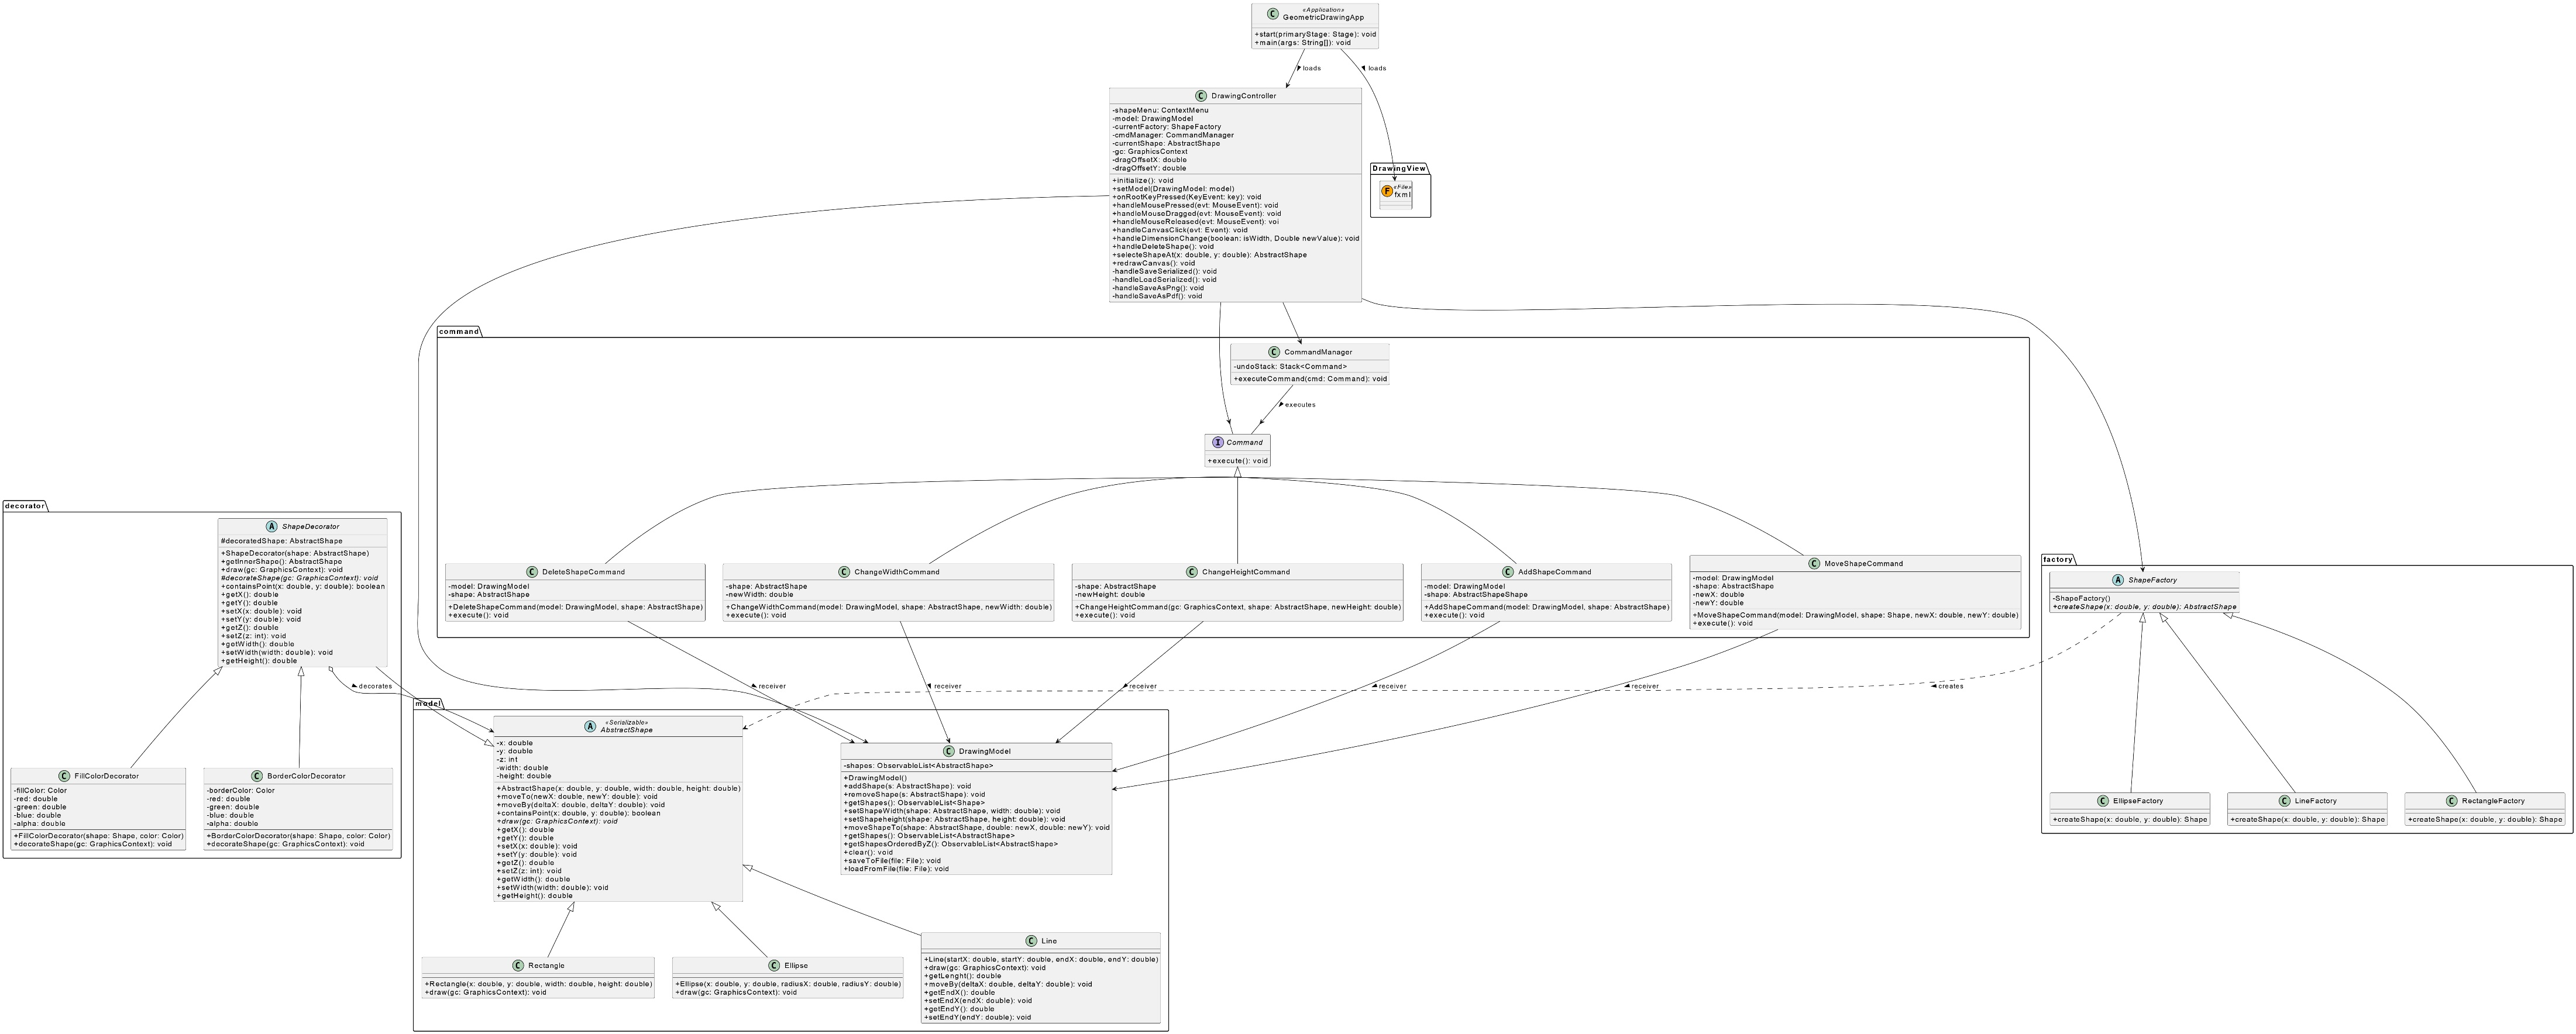 «Application»
GeometricDrawingApp
+start(primaryStage: Stage): void
+main(args: String[]): void
loads
loads
DrawingController
-shapeMenu: ContextMenu
-model: DrawingModel
-currentFactory: ShapeFactory
-cmdManager: CommandManager
-currentShape: AbstractShape
-gc: GraphicsContext
-dragOffsetX: double
-dragOffsetY: double
+initialize(): void
+setModel(DrawingModel: model)
+onRootKeyPressed(KeyEvent: key): void
+handleMousePressed(evt: MouseEvent): void
+handleMouseDragged(evt: MouseEvent): void
+handleMouseReleased(evt: MouseEvent): voi
+handleCanvasClick(evt: Event): void
+handleDimensionChange(boolean: isWidth, Double newValue): void
+handleDeleteShape(): void
+selecteShapeAt(x: double, y: double): AbstractShape
+redrawCanvas(): void
-handleSaveSerialized(): void
-handleLoadSerialized(): void
-handleSaveAsPng(): void
-handleSaveAsPdf(): void
DrawingView
F
«File»
fxml
command
CommandManager
-undoStack: Stack<Command>
+executeCommand(cmd: Command): void
executes
Command
+execute(): void
DeleteShapeCommand
-model: DrawingModel
-shape: AbstractShape
+DeleteShapeCommand(model: DrawingModel, shape: AbstractShape)
+execute(): void
ChangeWidthCommand
-shape: AbstractShape
-newWidth: double
+ChangeWidthCommand(model: DrawingModel, shape: AbstractShape, newWidth: double)
+execute(): void
ChangeHeightCommand
-shape: AbstractShape
-newHeight: double
+ChangeHeightCommand(gc: GraphicsContext, shape: AbstractShape, newHeight: double)
+execute(): void
AddShapeCommand
-model: DrawingModel
-shape: AbstractShapeShape
+AddShapeCommand(model: DrawingModel, shape: AbstractShape)
+execute(): void
MoveShapeCommand
-model: DrawingModel
-shape: AbstractShape
-newX: double
-newY: double
+MoveShapeCommand(model: DrawingModel, shape: Shape, newX: double, newY: double)
+execute(): void
decorator
ShapeDecorator
#decoratedShape: AbstractShape
+ShapeDecorator(shape: AbstractShape)
+getInnerShape(): AbstractShape
+draw(gc: GraphicsContext): void
#decorateShape(gc: GraphicsContext): void
+containsPoint(x: double, y: double): boolean
+getX(): double
+getY(): double
+setX(x: double): void
+setY(y: double): void
+getZ(): double
+setZ(z: int): void
+getWidth(): double
+setWidth(width: double): void
+getHeight(): double
FillColorDecorator
-fillColor: Color
-red: double
-green: double
-blue: double
-alpha: double
+FillColorDecorator(shape: Shape, color: Color)
+decorateShape(gc: GraphicsContext): void
BorderColorDecorator
-borderColor: Color
-red: double
-green: double
-blue: double
-alpha: double
+BorderColorDecorator(shape: Shape, color: Color)
+decorateShape(gc: GraphicsContext): void
decorates
receiver
receiver
receiver
receiver
receiver
creates
factory
ShapeFactory
-ShapeFactory()
+createShape(x: double, y: double): AbstractShape
EllipseFactory
+createShape(x: double, y: double): Shape
LineFactory
+createShape(x: double, y: double): Shape
RectangleFactory
+createShape(x: double, y: double): Shape
model
«Serializable»
AbstractShape
-x: double
-y: double
-z: int
-width: double
-height: double
+AbstractShape(x: double, y: double, width: double, height: double)
+moveTo(newX: double, newY: double): void
+moveBy(deltaX: double, deltaY: double): void
+containsPoint(x: double, y: double): boolean
+draw(gc: GraphicsContext): void
+getX(): double
+getY(): double
+setX(x: double): void
+setY(y: double): void
+getZ(): double
+setZ(z: int): void
+getWidth(): double
+setWidth(width: double): void
+getHeight(): double
DrawingModel
-shapes: ObservableList<AbstractShape>
+DrawingModel()
+addShape(s: AbstractShape): void
+removeShape(s: AbstractShape): void
+getShapes(): ObservableList<Shape>
+setShapeWidth(shape: AbstractShape, width: double): void
+setShapeheight(shape: AbstractShape, height: double): void
+moveShapeTo(shape: AbstractShape, double: newX, double: newY): void
+getShapes(): ObservableList<AbstractShape>
+getShapesOrderedByZ(): ObservableList<AbstractShape>
+clear(): void
+saveToFile(file: File): void
+loadFromFile(file: File): void
Rectangle
+Rectangle(x: double, y: double, width: double, height: double)
+draw(gc: GraphicsContext): void
Ellipse
+Ellipse(x: double, y: double, radiusX: double, radiusY: double)
+draw(gc: GraphicsContext): void
Line
+Line(startX: double, startY: double, endX: double, endY: double)
+draw(gc: GraphicsContext): void
+getLenght(): double
+moveBy(deltaX: double, deltaY: double): void
+getEndX(): double
+setEndX(endX: double): void
+getEndY(): double
+setEndY(endY: double): void